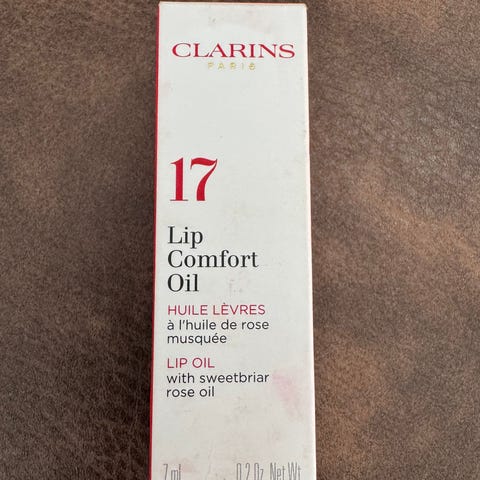 CLARINS
PARIS
17
Lip
Comfort
Oil
HUILE LÈVRES
à l'huile de rose
musquée
LIP OIL
with sweetbriar
rose oil
7 ml 0.2 Oz. Net Wt.